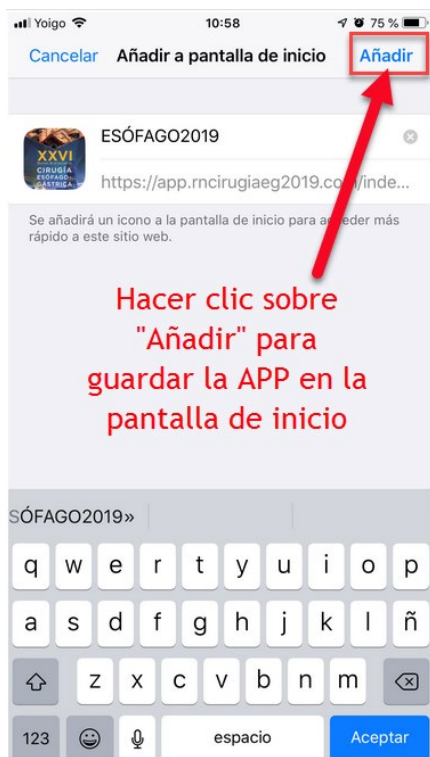 Yoigo 10:58 75 %
Cancelar Añadir a pantalla de inicio Añadir
ESÓFAGO2019
XXVI
CIRUGÍA
ESÓFAGO
GÁSTRICA
https://app.rncirugiaeg2019.com/inde...
Se añadirá un icono a la pantalla de inicio para acceder más
rápido a este sitio web.
Hacer clic sobre
"Añadir" para
guardar la APP en la
pantalla de inicio
SÓFAGO2019»
q w e r t y u i o p
a s d f g h j k l ñ
z x c v b n m
123 espacio Aceptar